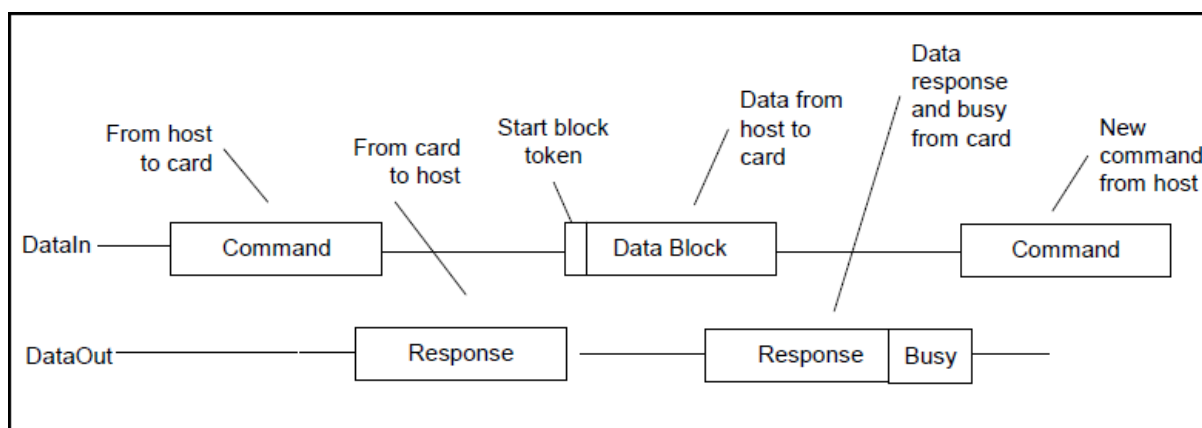 From host
to card
From card
to host
Start block
token
Data from
host to
card
Data
response
and busy
from card
New
command
from host
DataIn
Command
Data Block
Command
DataOut
Response
Response
Busy